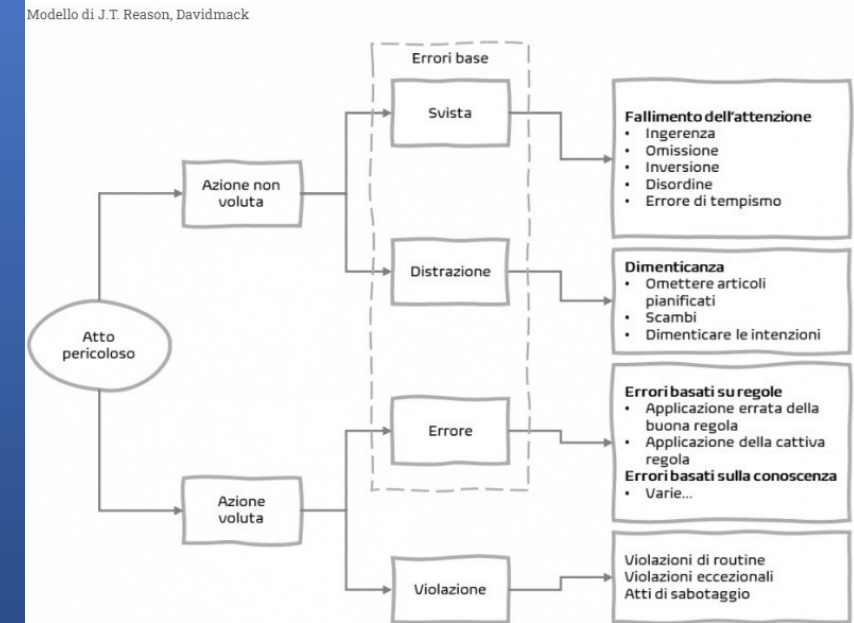 Modello di J.T. Reason, Davidmack
Errori base
Svista
Fallimento dell'attenzione
• Ingerenza
• Omissione
• Inversione
• Disordine
• Errore di tempismo
Azione non
voluta
Distrazione
Dimenticanza
• Omettere articoli
pianificati
• Scambi
• Dimenticare le intenzioni
Atto
pericoloso
Errore
Errori basati su regole
• Applicazione errata della
buona regola
• Applicazione della cattiva
regola
Errori basati sulla conoscenza
• Varie...
Azione
voluta
Violazione
Violazioni di routine
Violazioni eccezionali
Atti di sabotaggio